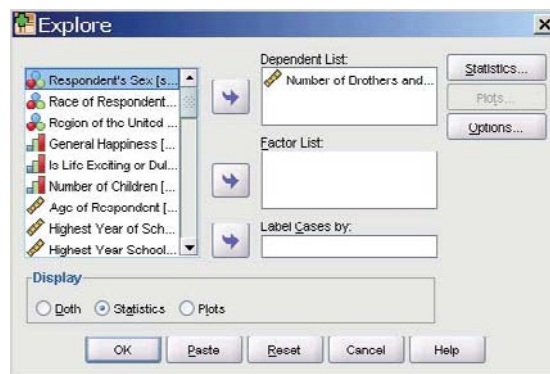 Explore
Respondent's Sex [s...
Race of Respondent...
Region of the United ...
General Happiness [...
Is Life Exciting or Dul...
Number of Children [...
Age of Respondent [...
Highest Year of Sch...
Highest Year School...
Dependent List:
Number of Brothers and...
Factor List:
Label Cases by:
Statistics...
Plots...
Options...
Display
Both
Statistics
Plots
OK
Paste
Reset
Cancel
Help